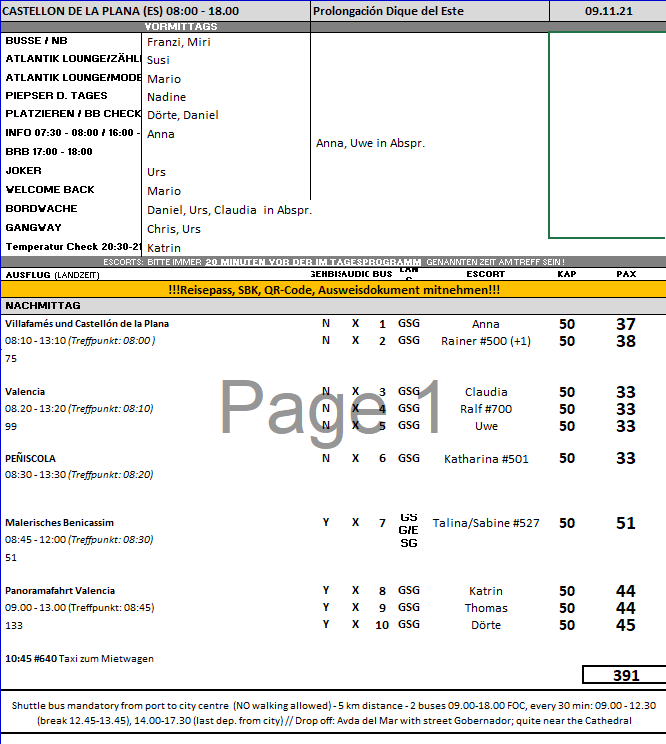 CASTELLON DE LA PLANA (ES) 08:00 - 18.00 Prolongación Dique del Este 09.11.21
VORMITTAGS
BUSSE / NB Franzi, Miri
ATLANTIK LOUNGE/ZÄHL Susi
ATLANTIK LOUNGE/MODE Mario
PIEPSER D. TAGES Nadine
PLATZIEREN / BB CHECK Dörte, Daniel
INFO 07:30 - 08:00 / 16:00 - Anna
BRB 17:00 - 18:00 Anna, Uwe in Abspr.
JOKER Urs
WELCOME BACK Mario
BORDWACHE Daniel, Urs, Claudia in Abspr.
GANGWAY Chris, Urs
Temperatur Check 20:30-21 Katrin
ESCORTS: BITTE IMMER 20 MINUTEN VOR DER IM TAGESPROGRAMM GENANNTEN ZEIT AM TREFF SEIN!
AUSFLUG (LANDZEIT) GEHBIS AUDIO BUS ESCORT KAP PAX
!!!Reisepass, SBK, QR-Code, Ausweisdokument mitnehmen!!!
NACHMITTAG
Villafamés und Castellón de la Plana N X 1 GSG Anna 50 37
08:10 - 13:10 (Treffpunkt: 08:00 ) N X 2 GSG Rainer #500 (+1) 50 38
75
Valencia N X 3 GSG Claudia 50 33
08.20 - 13:20 (Treffpunkt: 08:10) N X 4 GSG Ralf #700 50 33
99 N X 5 GSG Uwe 50 33
PEÑISCOLA N X 6 GSG Katharina #501 50 33
08:30 - 13:30 (Treffpunkt: 08:20)
Malerisches Benicassim Y X 7 GS G/E SG Talina/Sabine #527 50 51
08:45 - 12:00 (Treffpunkt: 08:30)
51
Panoramafahrt Valencia Y X 8 GSG Katrin 50 44
09.00 - 13.00 (Treffpunkt: 08:45) Y X 9 GSG Thomas 50 44
133 Y X 10 GSG Dörte 50 45
10:45 #640 Taxi zum Mietwagen
391
Shuttle bus mandatory from port to city centre (NO walking allowed) - 5 km distance - 2 buses 09.00-18.00 FOC, every 30 min: 09.00 - 12.30
(break 12.45-13.45), 14.00-17.30 (last dep. from city) // Drop off: Avda del Mar with street Gobernador; quite near the Cathedral
Page 1